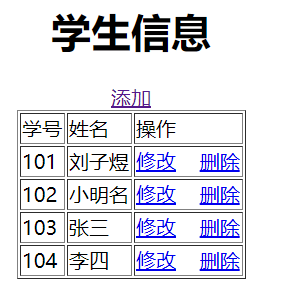 学生信息
添加
学号 姓名 操作
101 刘子煜 修改 删除
102 小明名 修改 删除
103 张三 修改 删除
104 李四 修改 删除